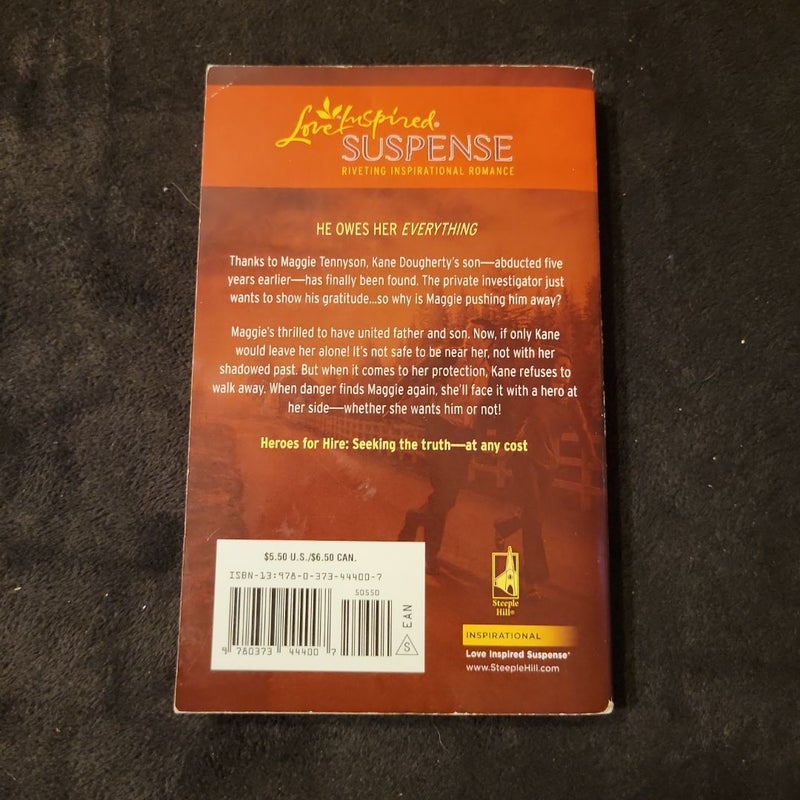 Love Inspired®
SUSPENSE
RIVETING INSPIRATIONAL ROMANCE
HE OWES HER EVERYTHING
Thanks to Maggie Tennyson, Kane Dougherty's son—abducted five
years earlier—has finally been found. The private investigator just
wants to show his gratitude...so why is Maggie pushing him away?
Maggie's thrilled to have united father and son. Now, if only Kane
would leave her alone! It's not safe to be near her, not with her
shadowed past. But when it comes to her protection, Kane refuses to
walk away. When danger finds Maggie again, she'll face it with a hero at
her side—whether she wants him or not!
Heroes for Hire: Seeking the truth—at any cost
$5.50 U.S./$6.50 CAN.
ISBN-13:978-0-373-44400-7
50550
EAN
S
9 780373 44400 7
Steeple
Hill®
INSPIRATIONAL
Love Inspired Suspense®
www.SteepleHill.com